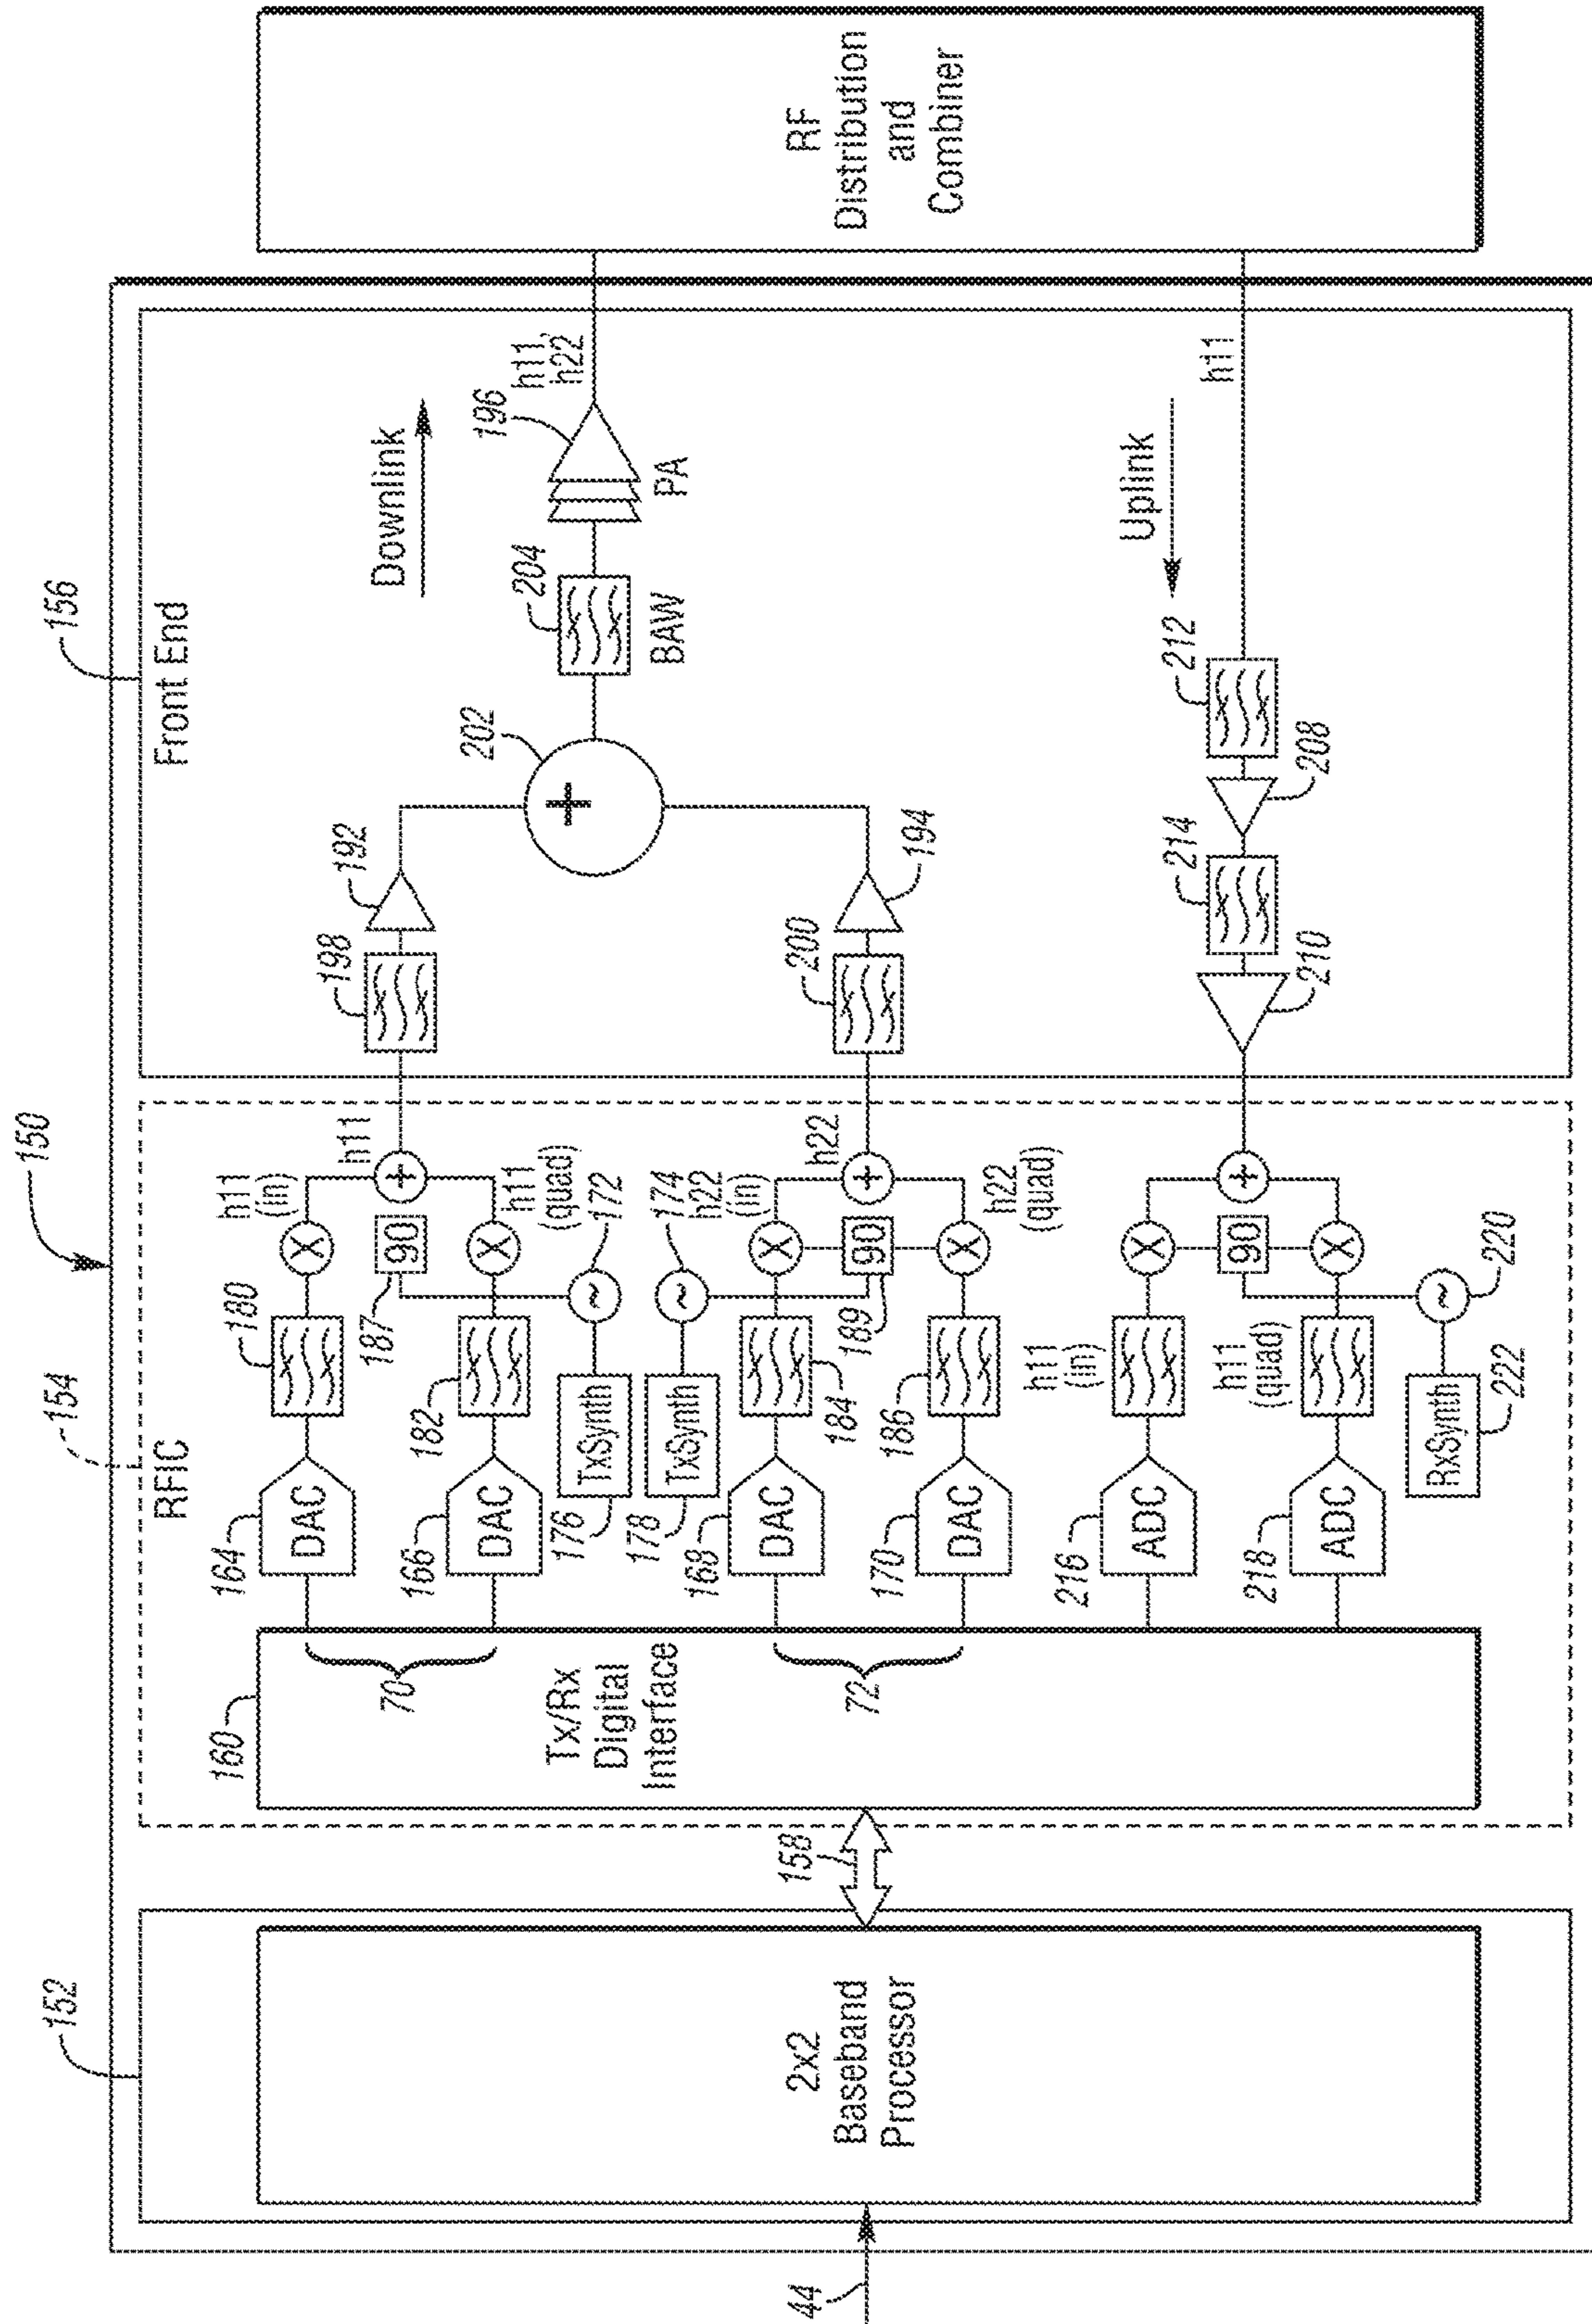 150
152
154
156
2x2
Baseband
Processor
44
158
RFIC
160
Tx/Rx
Digital
Interface
70
72
164
DAC
180
h11
(in)
187
90
h11
166
DAC
182
h11
(quad)
172
176
TxSynth
178
TxSynth
174
h22
(in)
168
DAC
184
189
90
h22
170
DAC
186
h22
(quad)
216
ADC
h11
(in)
90
218
ADC
h11
(quad)
RxSynth
222
220
Front End
198
192
200
194
202
204
BAW
196
PA
Downlink
h11,
h22
Uplink
h11
212
208
214
210
RF
Distribution
and
Combiner